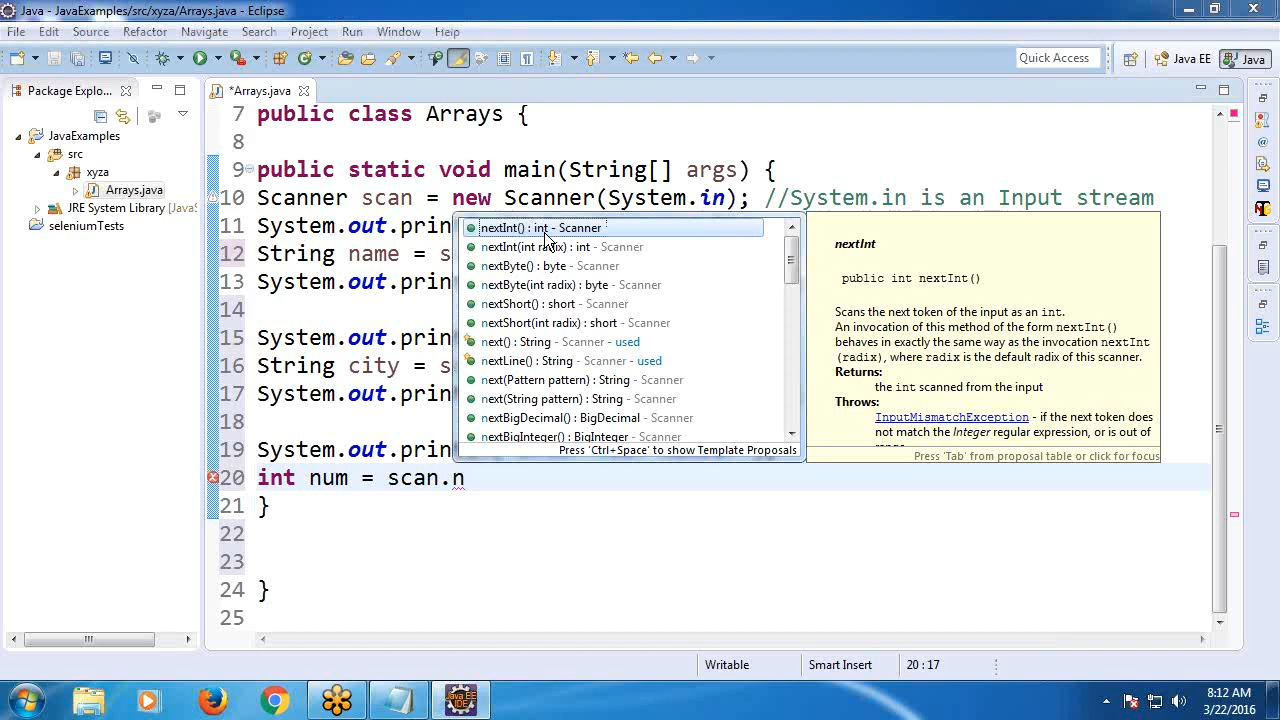 Java - JavaExamples/src/xyza/Arrays.java - Eclipse
File Edit Source Refactor Navigate Search Project Run Window Help
Quick Access
Java EE
Java
Package Explo...
*Arrays.java
JavaExamples
src
xyza
Arrays.java
JRE System Library [JavaS
seleniumTests
7 public class Arrays {
8
9 public static void main(String[] args) {
10 Scanner scan = new Scanner(System.in); //System.in is an Input stream
11 System.out.prin
12 String name = s
13 System.out.prin
14
15 System.out.prin
16 String city = s
17 System.out.prin
18
19 System.out.prin
20 int num = scan.n
21 }
22
23
24 }
25
nextInt() : int - Scanner
nextInt(int radix) : int - Scanner
nextByte() : byte - Scanner
nextByte(int radix) : byte - Scanner
nextShort() : short - Scanner
nextShort(int radix) : short - Scanner
next() : String - Scanner - used
nextLine() : String - Scanner - used
next(Pattern pattern) : String - Scanner
next(String pattern) : String - Scanner
nextBigDecimal() : BigDecimal - Scanner
nextBigInteger() : BigInteger - Scanner
Press 'Ctrl+Space' to show Template Proposals
nextInt
public int nextInt()
Scans the next token of the input as an int.
An invocation of this method of the form nextInt()
behaves in exactly the same way as the invocation nextInt
(radix), where radix is the default radix of this scanner.
Returns:
the int scanned from the input
Throws:
InputMismatchException - if the next token does
not match the Integer regular expression, or is out of
Press 'Tab' from proposal table or click for focus
Writable
Smart Insert
20 : 17
Java EE
IDE
8:12 AM
3/22/2016